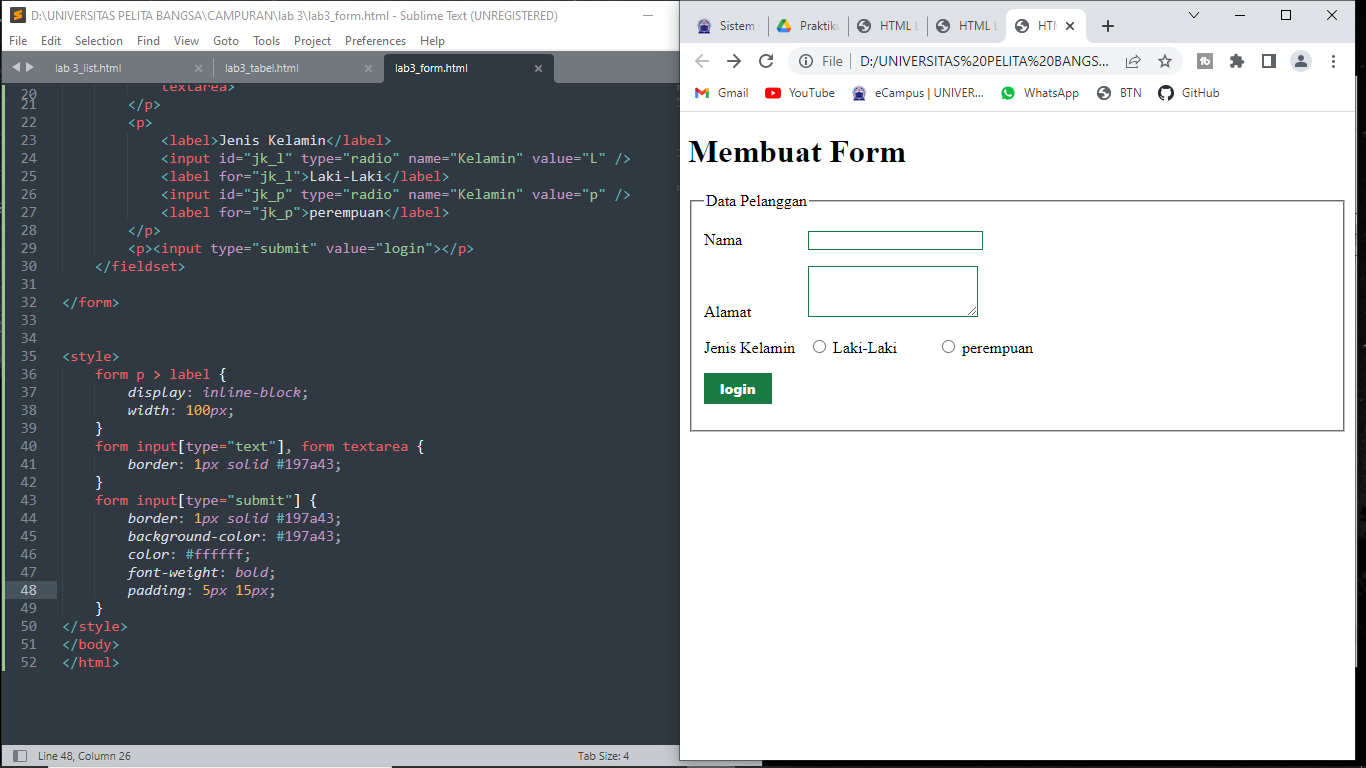 D:\UNIVERSITAS PELITA BANGSA\CAMPURAN\lab 3\lab3_form.html - Sublime Text (UNREGISTERED)
File Edit Selection Find View Goto Tools Project Preferences Help
lab 3_list.html
lab3_tabel.html
lab3_form.html
20 textarea>
21 </p>
22 <p>
23 <label>Jenis Kelamin</label>
24 <input id="jk_l" type="radio" name="Kelamin" value="L" />
25 <label for="jk_l">Laki-Laki</label>
26 <input id="jk_p" type="radio" name="Kelamin" value="p" />
27 <label for="jk_p">perempuan</label>
28 </p>
29 <p><input type="submit" value="login"></p>
30 </fieldset>
31
32 </form>
33
34
35 <style>
36 form p > label {
37 display: inline-block;
38 width: 100px;
39 }
40 form input[type="text"], form textarea {
41 border: 1px solid #197a43;
42 }
43 form input[type="submit"] {
44 border: 1px solid #197a43;
45 background-color: #197a43;
46 color: #ffffff;
47 font-weight: bold;
48 padding: 5px 15px;
49 }
50 </style>
51 </body>
52 </html>
Line 48, Column 26
Tab Size: 4
Sistem Praktik HTML L HTML L HTM
File D:/UNIVERSITAS%20PELITA%20BANGS...
Gmail YouTube eCampus | UNIVER... WhatsApp BTN GitHub
Membuat Form
Data Pelanggan
Nama
Alamat
Jenis Kelamin Laki-Laki perempuan
login